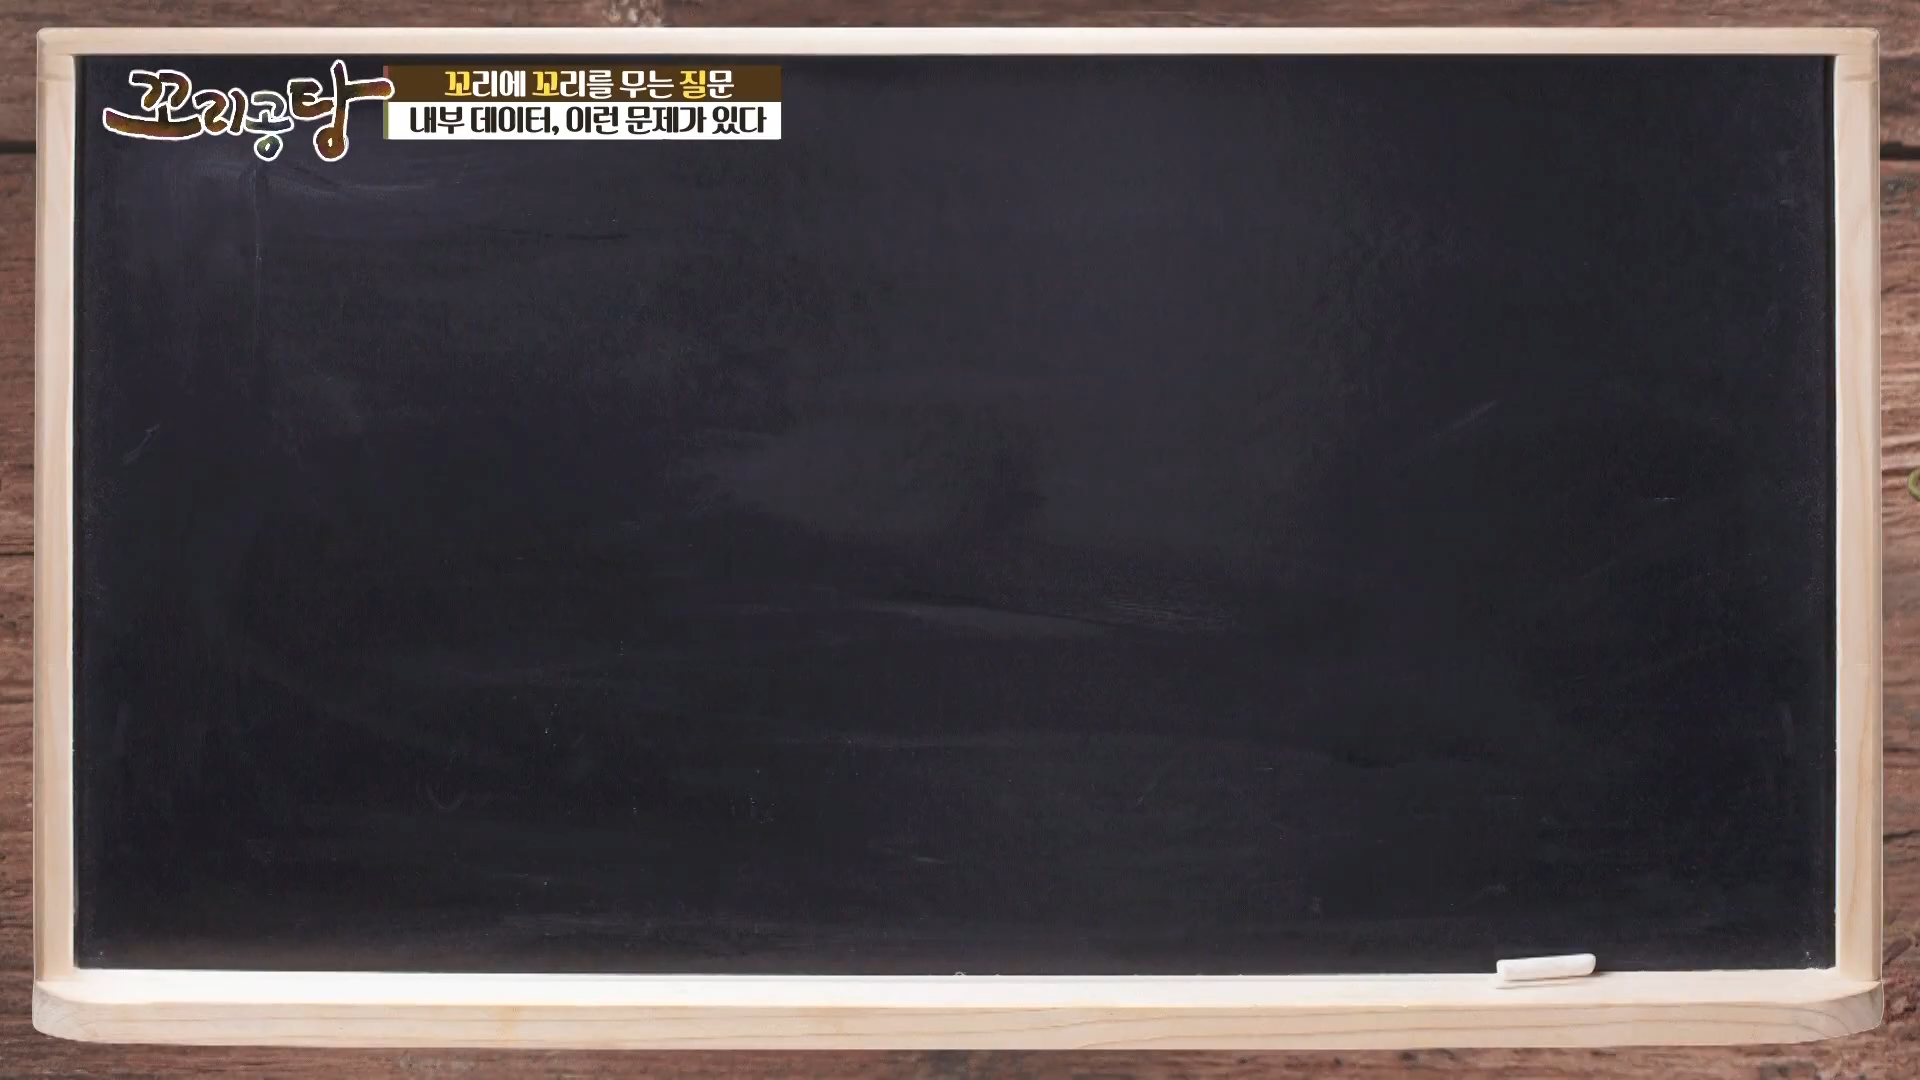 꼬리곰탕
꼬리에 꼬리를 무는 질문
내부 데이터, 이런 문제가 있다